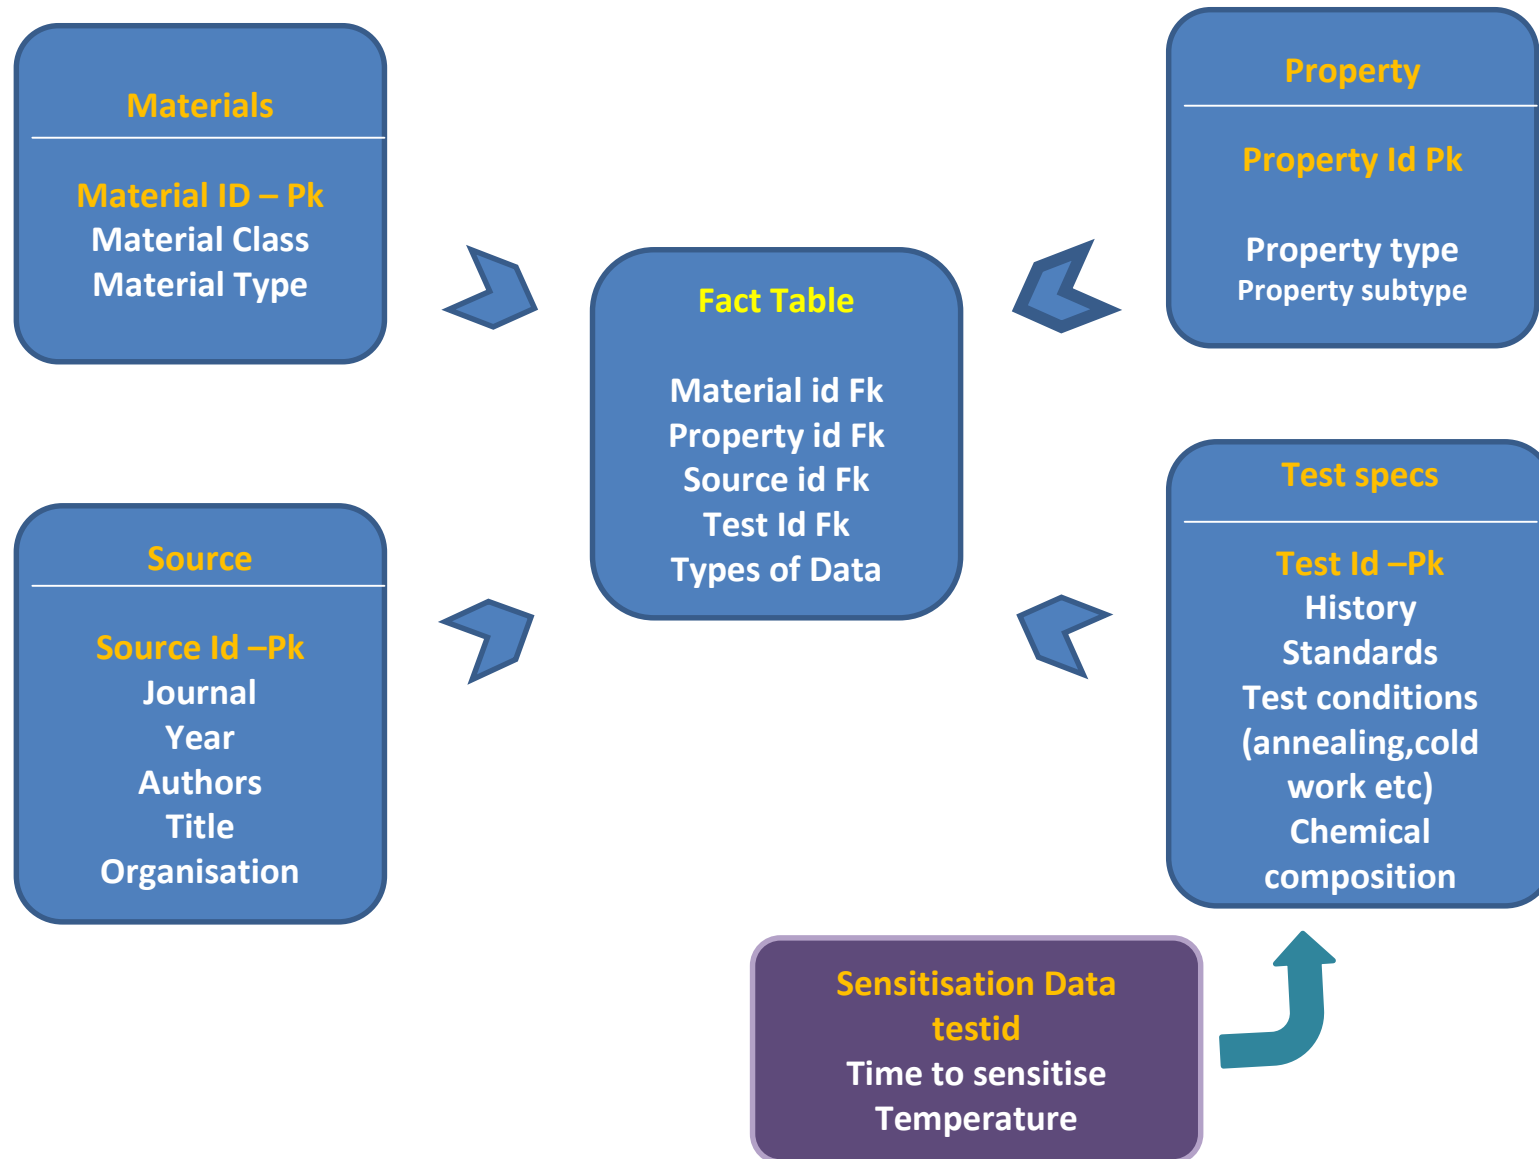 Materials
Material ID – Pk
Material Class
Material Type
Source
Source Id –Pk
Journal
Year
Authors
Title
Organisation
Fact Table
Material id Fk
Property id Fk
Source id Fk
Test Id Fk
Types of Data
Property
Property Id Pk
Property type
Property subtype
Test specs
Test Id –Pk
History
Standards
Test conditions
(annealing,cold
work etc)
Chemical
composition
Sensitisation Data
testid
Time to sensitise
Temperature